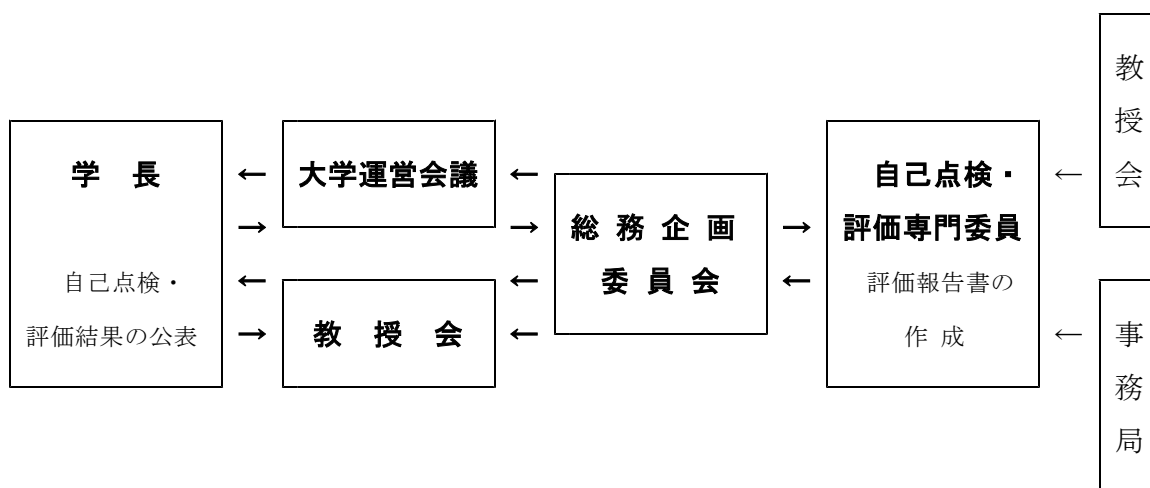 学 長
自己点検・
評価結果の公表
←
→
←
→
大学運営会議
教 授 会
←
→
←
←
総 務 企 画
委 員 会
→
←
自己点検・
評価専門委員
評価報告書の
作 成
←
←
教
授
会
事
務
局